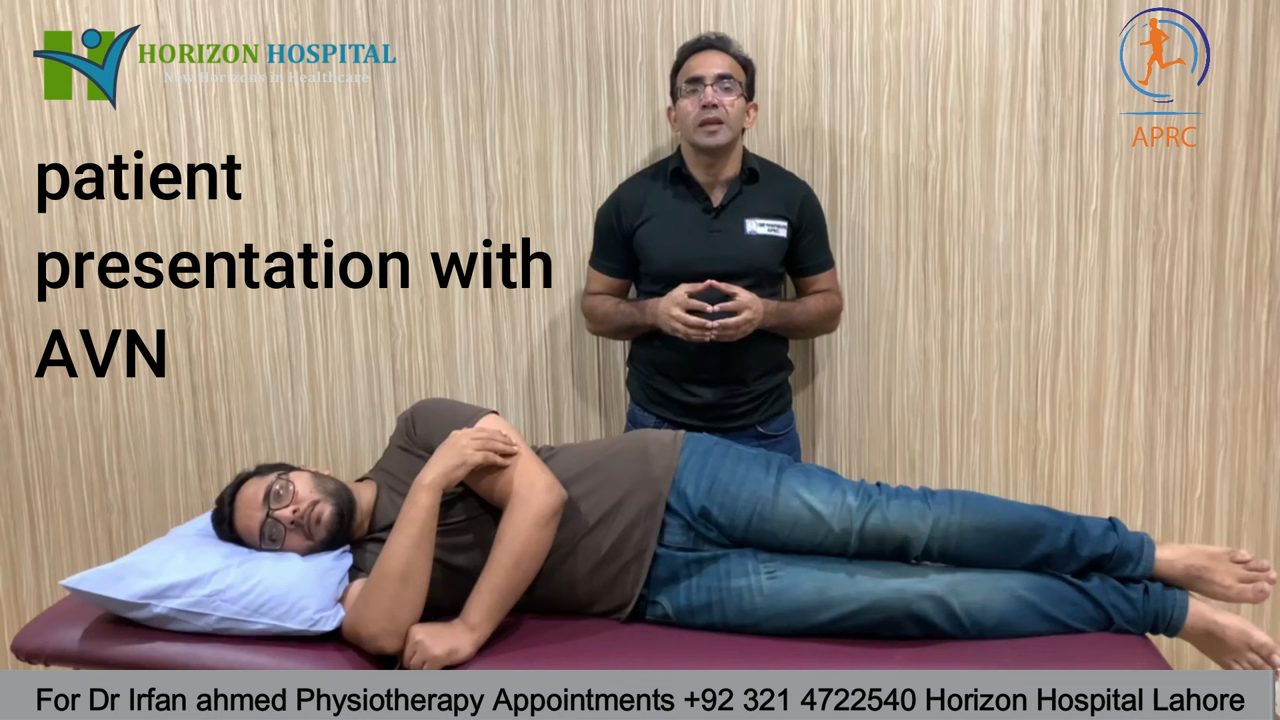 HORIZON HOSPITAL
New Horizons in Healthcare
APRC
patient
presentation with
AVN
For Dr Irfan ahmed Physiotherapy Appointments +92 321 4722540 Horizon Hospital Lahore